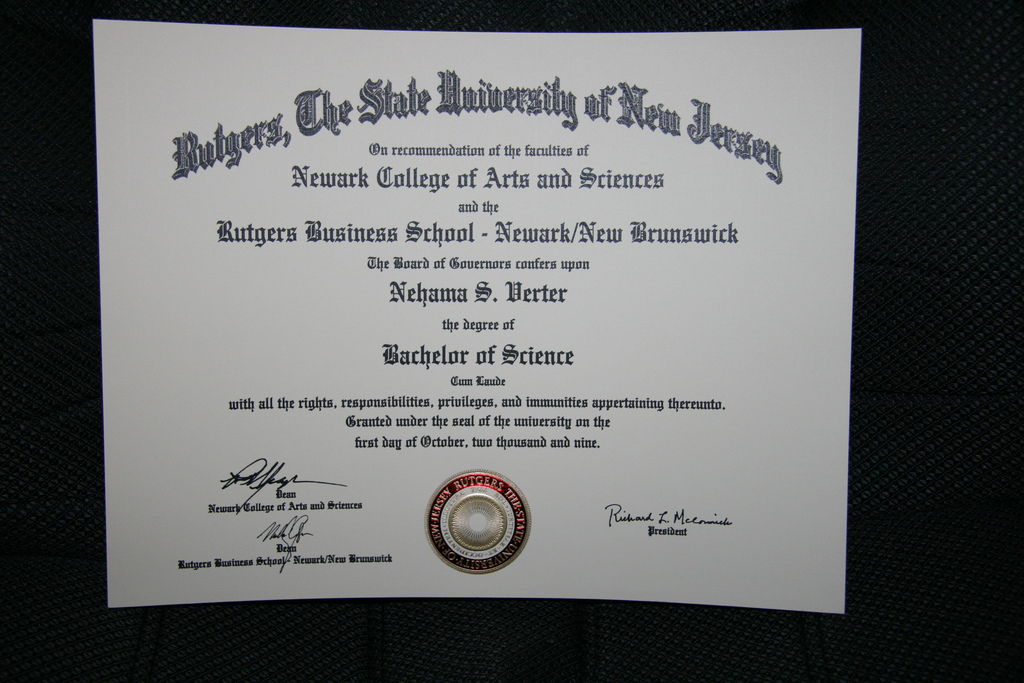 Rutgers, The State University of New Jersey
On recommendation of the faculties of
Newark College of Arts and Sciences
and the
Rutgers Business School - Newark/New Brunswick
The Board of Governors confers upon
Nehama S. Verter
the degree of
Bachelor of Science
Cum Laude
with all the rights, responsibilities, privileges, and immunities appertaining thereunto.
Granted under the seal of the university on the
first day of October, two thousand and nine.
Dean
Newark College of Arts and Sciences
Dean
Rutgers Business School - Newark/New Brunswick
RUTGERS THE STATE UNIVERSITY OF NEW JERSEY
Richard L. McCormick
President